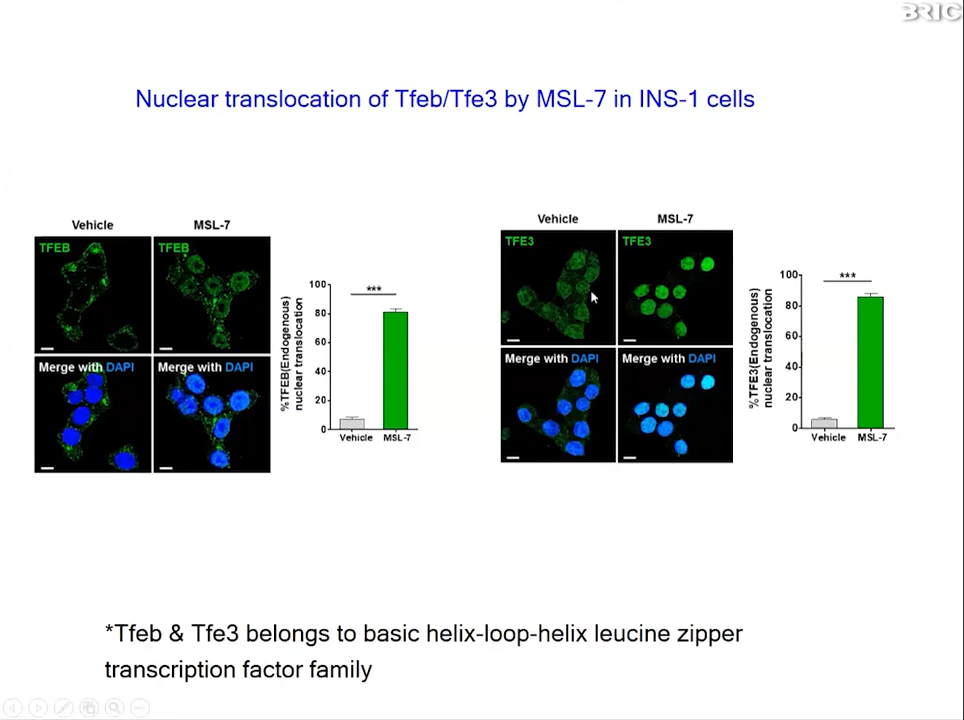 BRIC
Nuclear translocation of Tfeb/Tfe3 by MSL-7 in INS-1 cells
Vehicle
MSL-7
TFEB
TFEB
Merge with DAPI
Merge with DAPI
%TFEB(Endogenous)
nuclear translocation
100
80
60
40
20
0
***
Vehicle
MSL-7
Vehicle
MSL-7
TFE3
TFE3
Merge with DAPI
Merge with DAPI
%TFE3(Endogenous)
nuclear translocation
100
80
60
40
20
0
***
Vehicle
MSL-7
*Tfeb & Tfe3 belongs to basic helix-loop-helix leucine zipper
transcription factor family